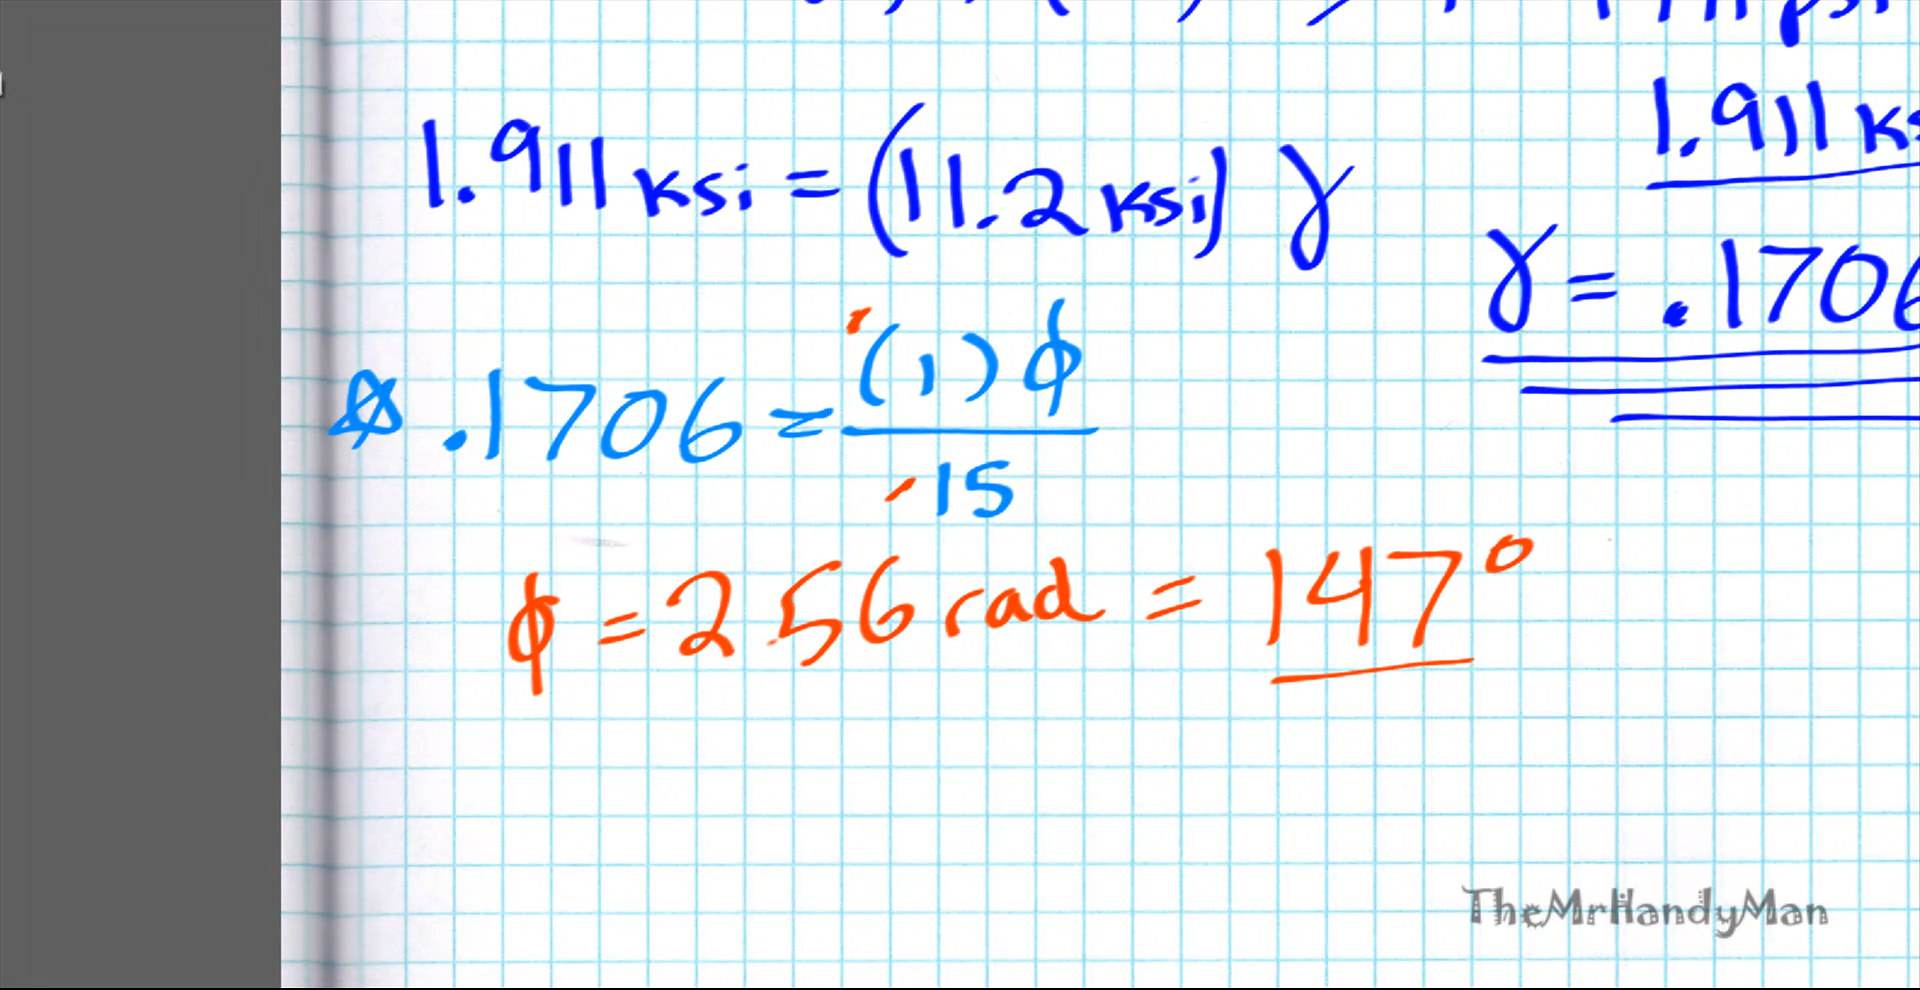 1.911 ksi = (11.2 ksi) γ
1.911 ks
γ = .1706
.1706 = (1) ϕ / 15
ϕ = 2.56 rad = 147°
TheMrHandyMan